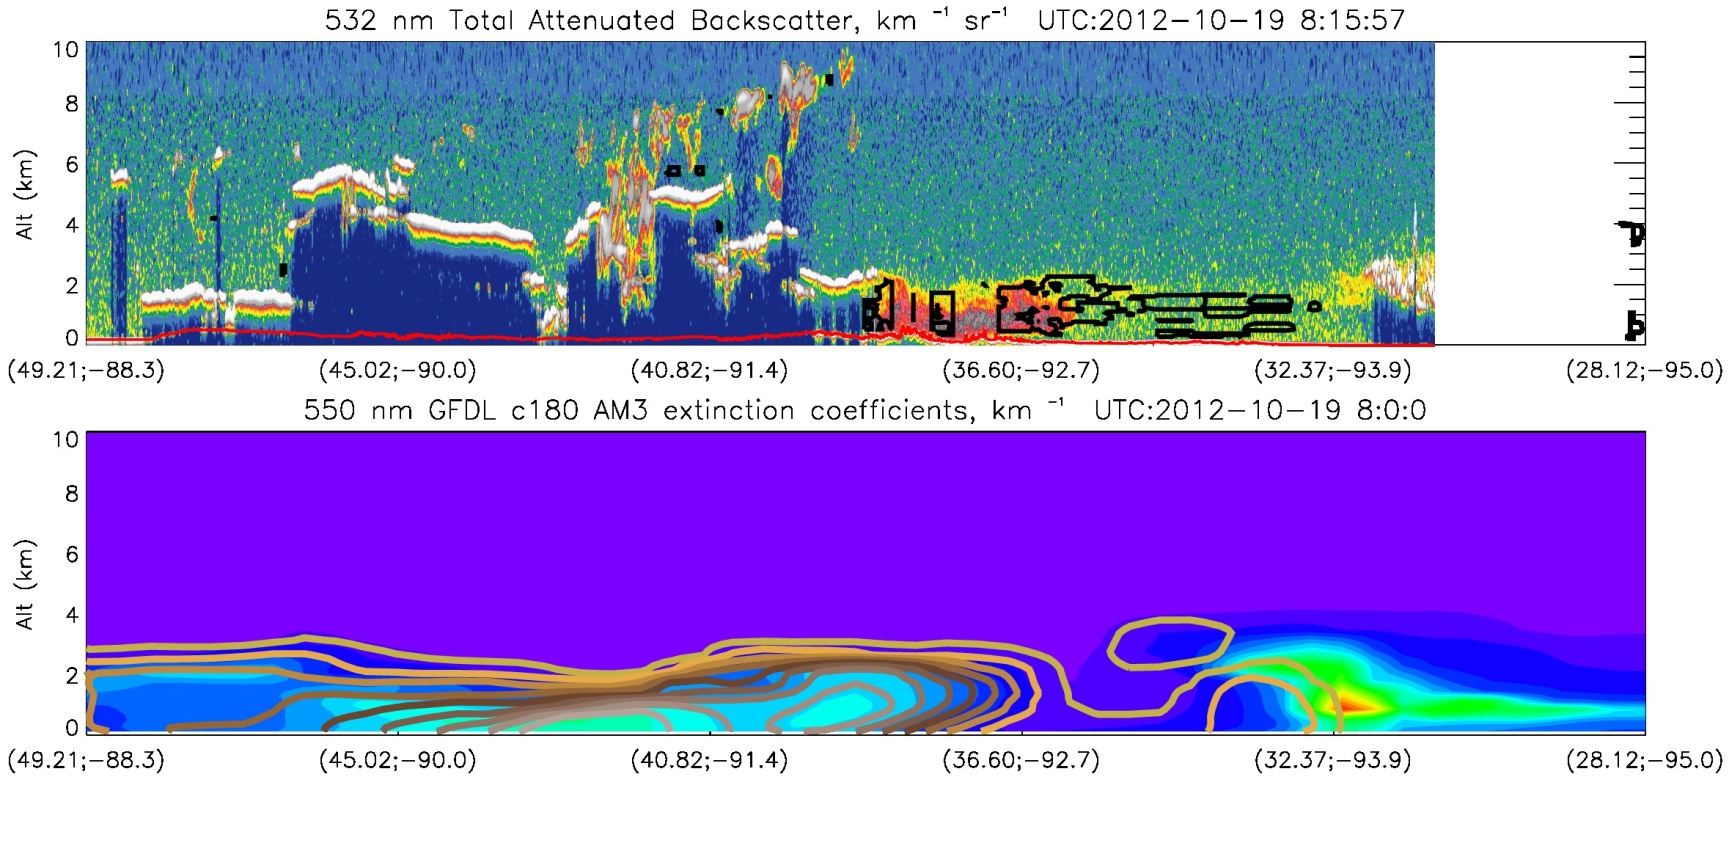 532 nm Total Attenuated Backscatter, km ⁻¹ sr⁻¹ UTC:2012-10-19 8:15:57
10
8
6
4
2
0
Alt (km)
(49.21;-88.3) (45.02;-90.0) (40.82;-91.4) (36.60;-92.7) (32.37;-93.9) (28.12;-95.0)
550 nm GFDL c180 AM3 extinction coefficients, km ⁻¹ UTC:2012-10-19 8:0:0
10
8
6
4
2
0
Alt (km)
(49.21;-88.3) (45.02;-90.0) (40.82;-91.4) (36.60;-92.7) (32.37;-93.9) (28.12;-95.0)